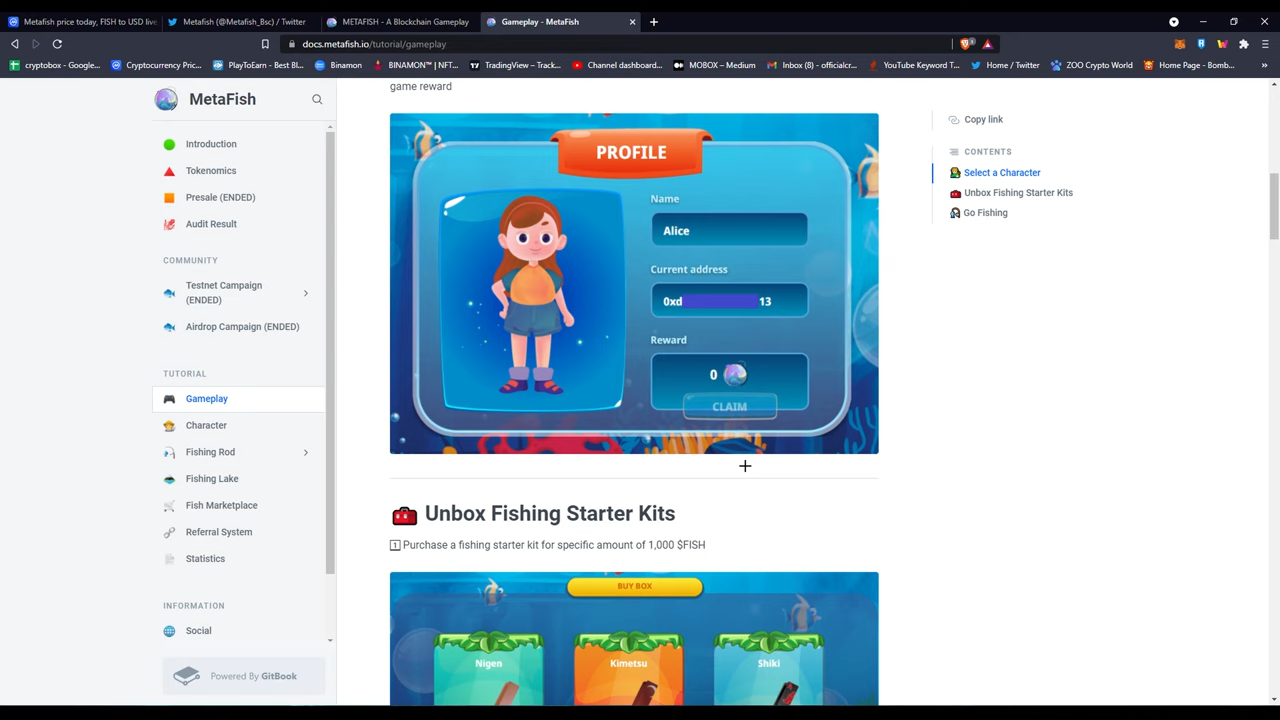 Metafish price today, FISH to USD live
Metafish (@Metafish_Bsc) / Twitter
METAFISH - A Blockchain Gameplay
Gameplay - MetaFish
docs.metafish.io/tutorial/gameplay
cryptobox - Google...
Cryptocurrency Pric...
PlayToEarn - Best Bl...
Binamon
BINAMON™ | NFT...
TradingView – Track...
Channel dashboard...
MOBOX – Medium
Inbox (8) - officialcr...
YouTube Keyword T...
Home / Twitter
ZOO Crypto World
Home Page - Bomb...
MetaFish
Introduction
Tokenomics
Presale (ENDED)
Audit Result
COMMUNITY
Testnet Campaign
(ENDED)
Airdrop Campaign (ENDED)
TUTORIAL
Gameplay
Character
Fishing Rod
Fishing Lake
Fish Marketplace
Referral System
Statistics
INFORMATION
Social
Powered By GitBook
game reward
PROFILE
Name
Alice
Current address
0xd 13
Reward
0
CLAIM
Unbox Fishing Starter Kits
1 Purchase a fishing starter kit for specific amount of 1,000 $FISH
BUY BOX
Nigen
Kimetsu
Shiki
Copy link
CONTENTS
Select a Character
Unbox Fishing Starter Kits
Go Fishing